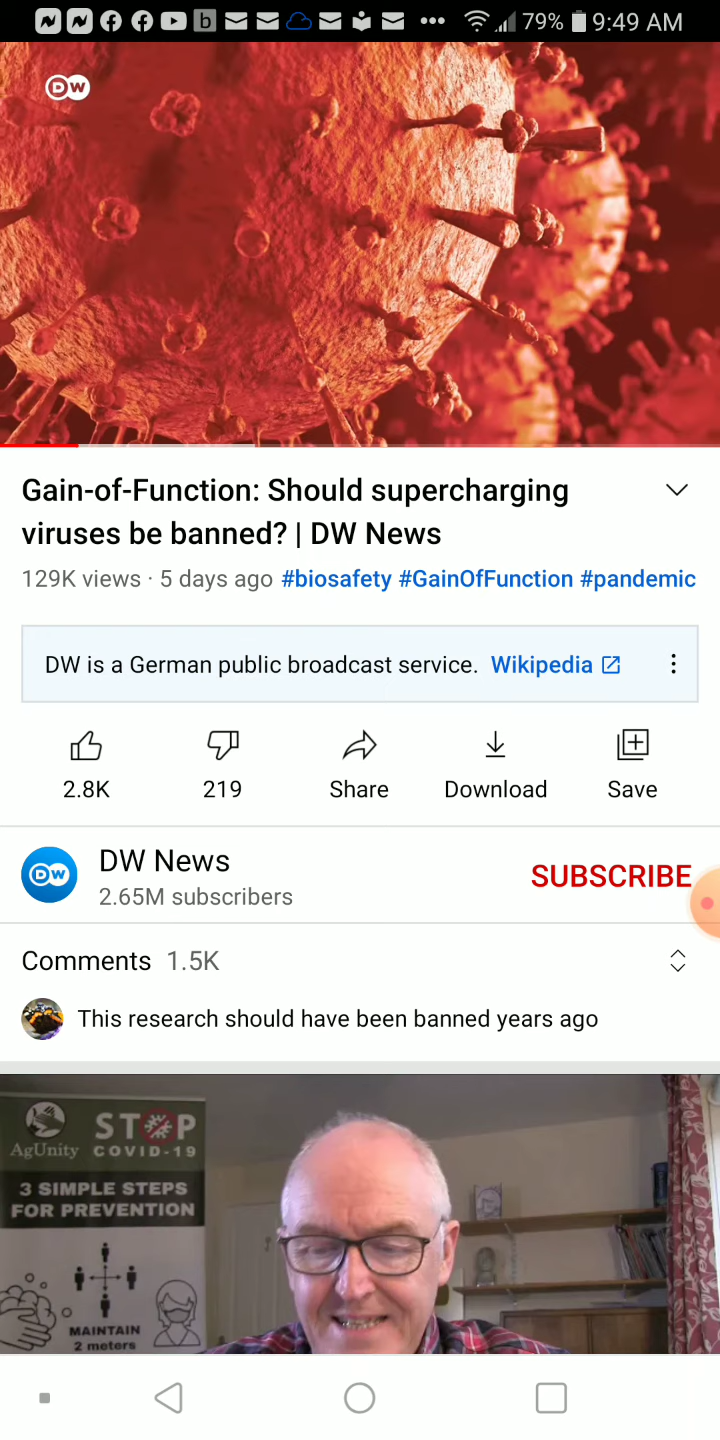 79% 9:49 AM
DW
Gain-of-Function: Should supercharging
viruses be banned? | DW News
129K views · 5 days ago #biosafety #GainOfFunction #pandemic
DW is a German public broadcast service. Wikipedia
2.8K 219 Share Download Save
DW
DW News
2.65M subscribers
SUBSCRIBE
Comments 1.5K
This research should have been banned years ago
AgUnity
STOP
COVID-19
3 SIMPLE STEPS
FOR PREVENTION
MAINTAIN
2 meters